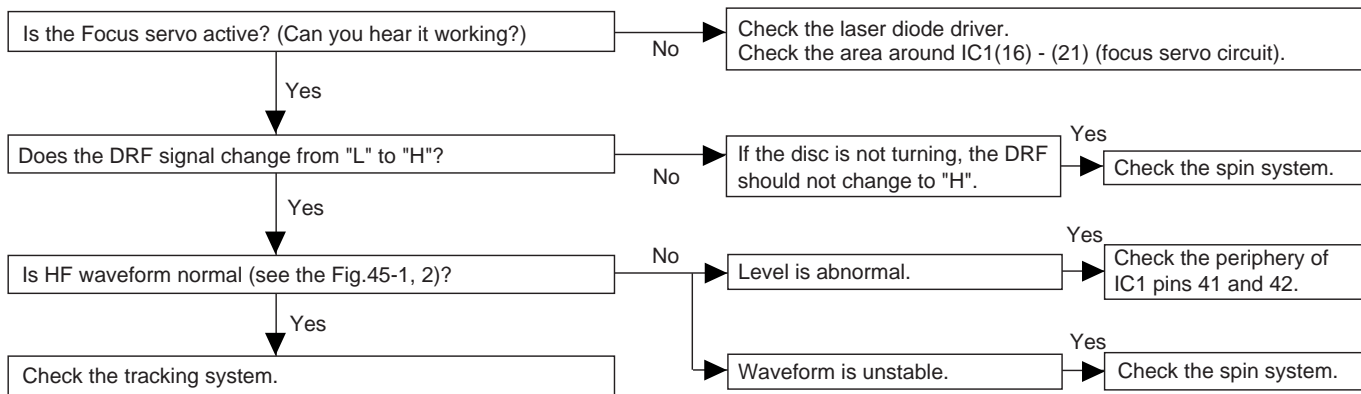 Is the Focus servo active? (Can you hear it working?)
No
Check the laser diode driver.
Check the area around IC1(16) - (21) (focus servo circuit).
Yes
Does the DRF signal change from "L" to "H"?
No
If the disc is not turning, the DRF
should not change to "H".
Yes
Check the spin system.
Yes
Is HF waveform normal (see the Fig.45-1, 2)?
No
Level is abnormal.
Yes
Check the periphery of
IC1 pins 41 and 42.
Yes
Check the tracking system.
Waveform is unstable.
Yes
Check the spin system.